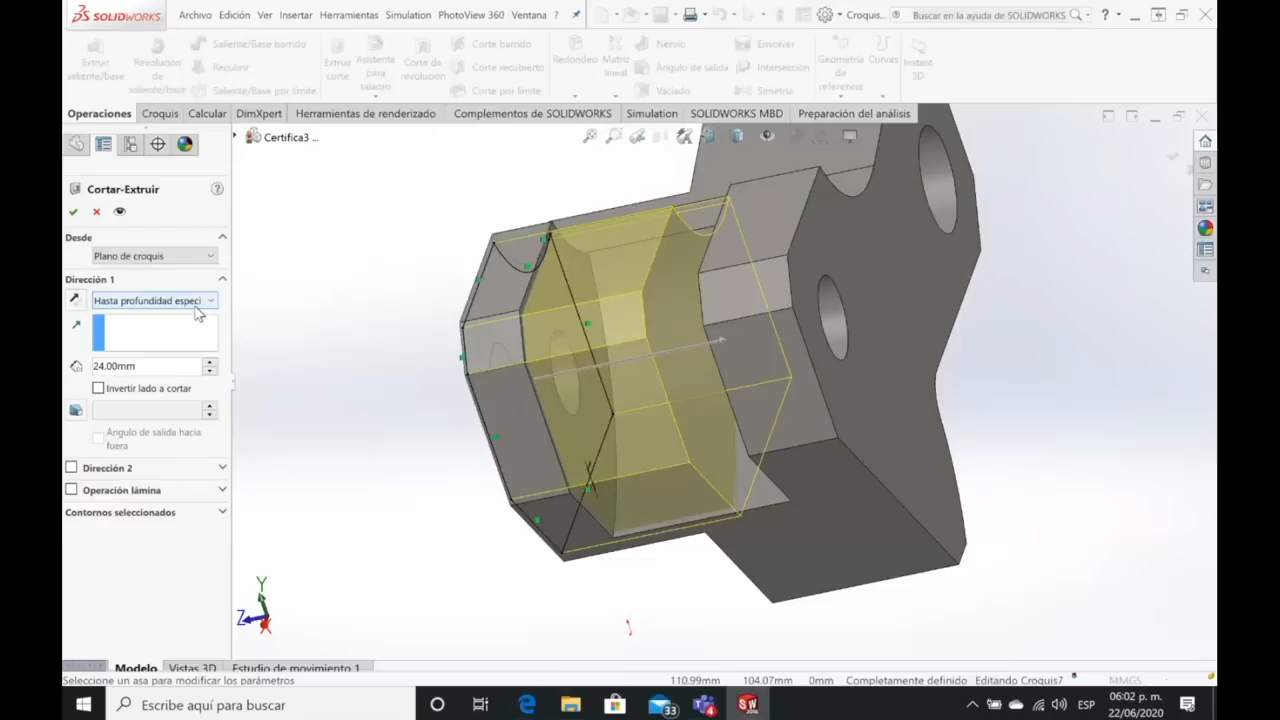 SOLIDWORKS Archivo Edición Ver Insertar Herramientas Simulation PhotoView 360 Ventana ? Croquis... Buscar en la ayuda de SOLIDWORKS ?
Extruir saliente/base
Revolución de saliente/base
Saliente/Base barrido
Recubrir
Saliente/Base por límite
Extruir corte
Asistente para taladro
Corte de revolución
Corte barrido
Corte recubierto
Corte por límite
Redondeo
Matriz lineal
Nervio
Ángulo de salida
Vaciado
Envolver
Intersección
Simetría
Geometría de referencia
Curvas
Instant 3D
Operaciones Croquis Calcular DimXpert Herramientas de renderizado Complementos de SOLIDWORKS Simulation SOLIDWORKS MBD Preparación del análisis
Certifica3 ...
Cortar-Extruir ?
Desde
Plano de croquis
Dirección 1
Hasta profundidad especi
24.00mm
Invertir lado a cortar
Ángulo de salida hacia
fuera
Dirección 2
Operación lámina
Contornos seleccionados
Y
Z
X
Modelo Vistas 3D Estudio de movimiento 1
Seleccione un asa para modificar los parámetros 110.99mm 104.07mm 0mm Completamente definido Editando Croquis7 MMGS
Escribe aquí para buscar 33 4 SW ESP 06:02 p. m.
22/06/2020